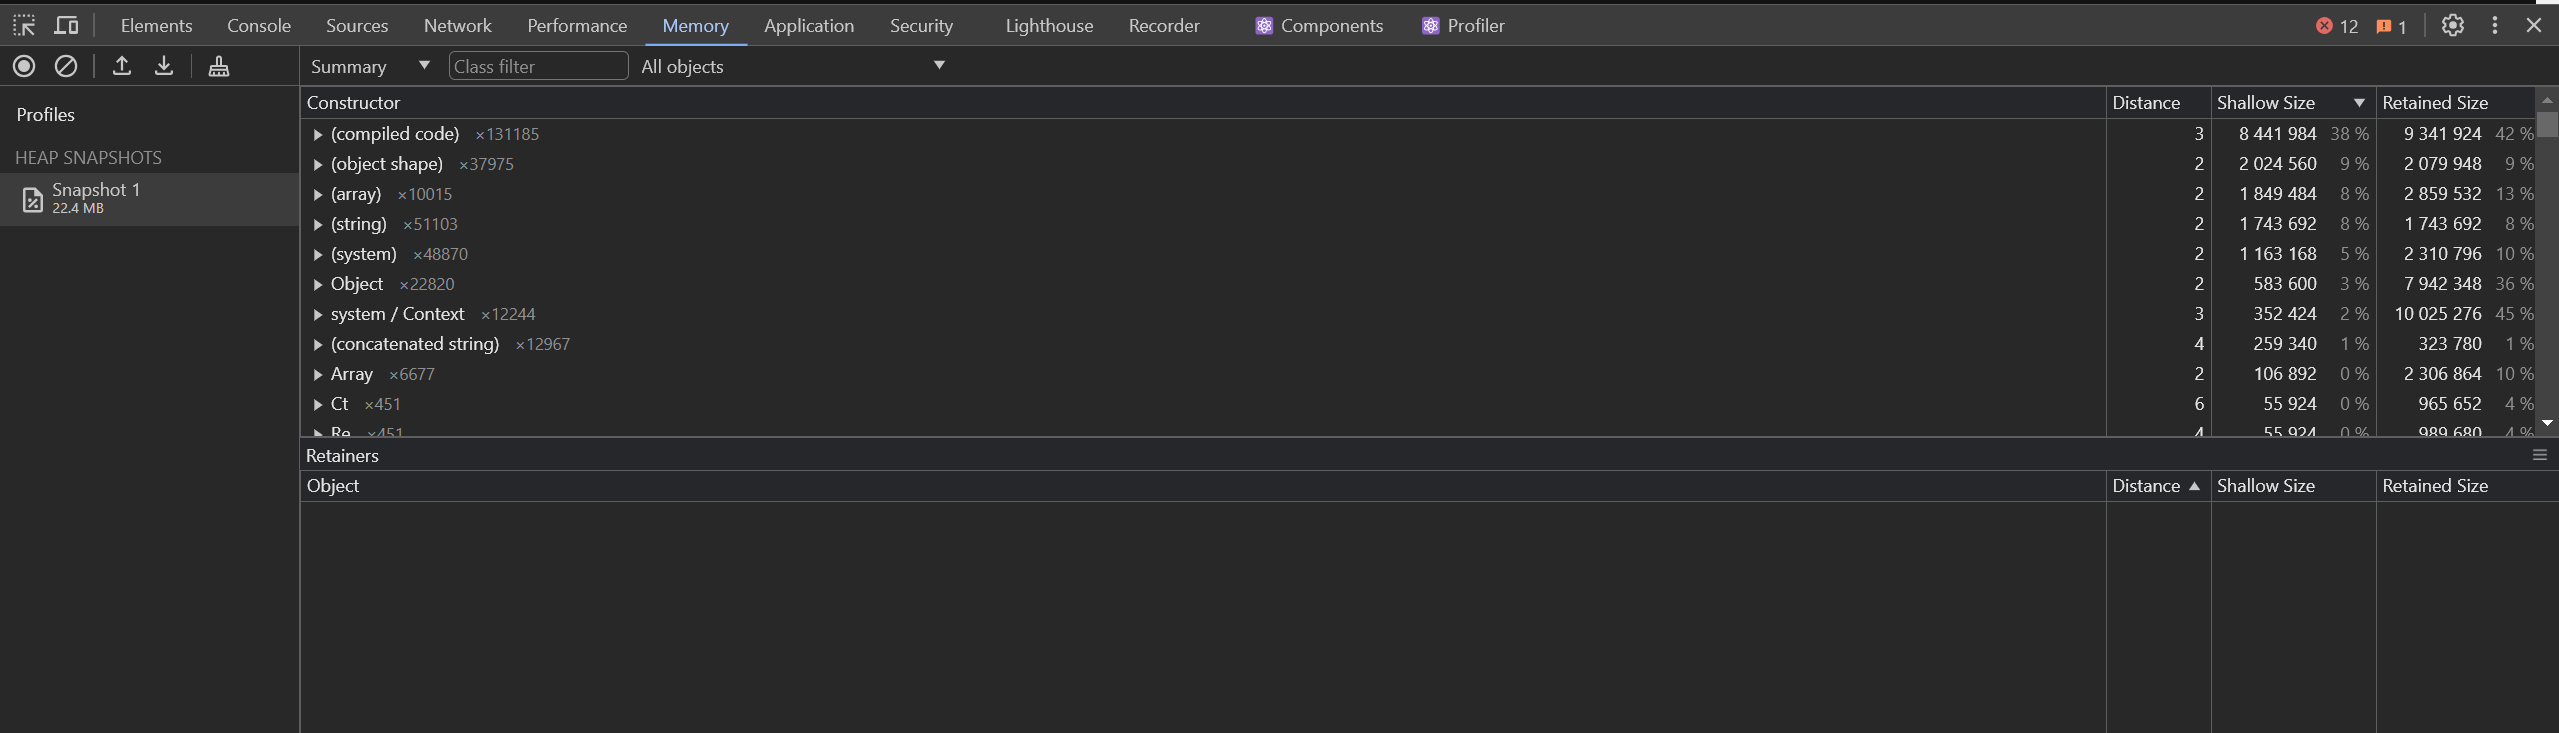 Elements Console Sources Network Performance Memory Application Security Lighthouse Recorder Components Profiler 12 1
Summary Class filter All objects
Profiles
HEAP SNAPSHOTS
Snapshot 1
22.4 MB
Constructor Distance Shallow Size Retained Size
(compiled code) ×131185 3 8 441 984 38 % 9 341 924 42 %
(object shape) ×37975 2 2 024 560 9 % 2 079 948 9 %
(array) ×10015 2 1 849 484 8 % 2 859 532 13 %
(string) ×51103 2 1 743 692 8 % 1 743 692 8 %
(system) ×48870 2 1 163 168 5 % 2 310 796 10 %
Object ×22820 2 583 600 3 % 7 942 348 36 %
system / Context ×12244 3 352 424 2 % 10 025 276 45 %
(concatenated string) ×12967 4 259 340 1 % 323 780 1 %
Array ×6677 2 106 892 0 % 2 306 864 10 %
Ct ×451 6 55 924 0 % 965 652 4 %
Re ×451 4 55 924 0 % 989 680 4 %
Retainers
Object Distance Shallow Size Retained Size